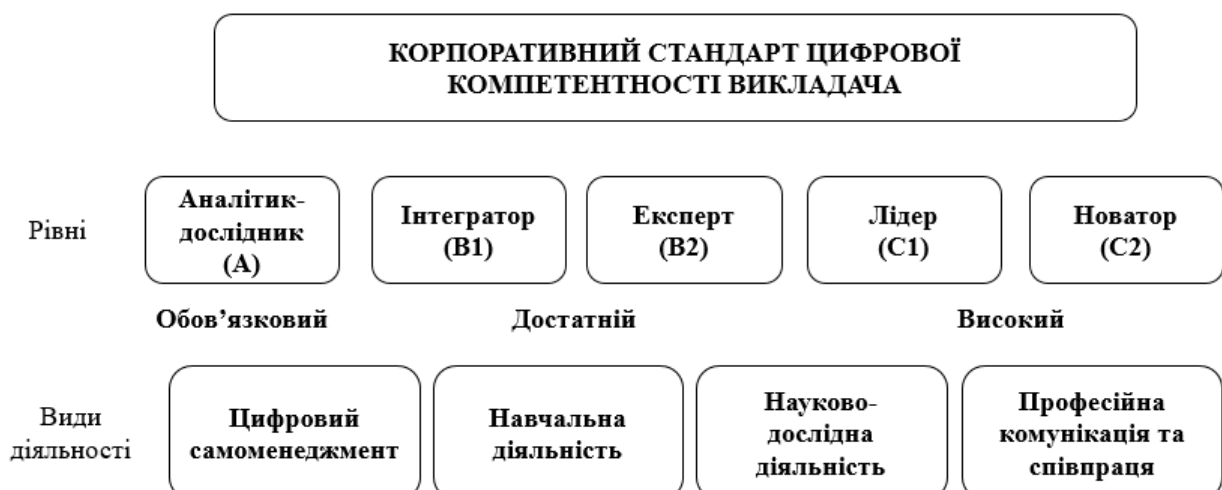 КОРПОРАТИВНИЙ СТАНДАРТ ЦИФРОВОЇ
КОМПЕТЕНТНОСТІ ВИКЛАДАЧА
Рівні
Аналітик-
дослідник
(А)
Інтегратор
(В1)
Експерт
(В2)
Лідер
(С1)
Новатор
(С2)
Обов’язковий
Достатній
Високий
Види
діяльності
Цифровий
самоменеджмент
Навчальна
діяльність
Науково-
дослідна
діяльність
Професійна
комунікація та
співпраця